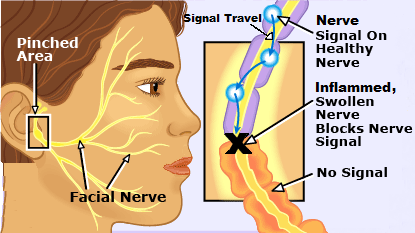 Pinched
Area
Facial Nerve
Signal Travel
Nerve
Signal On
Healthy
Nerve
Inflammed,
Swollen
Nerve
Blocks Nerve
Signal
X
No Signal